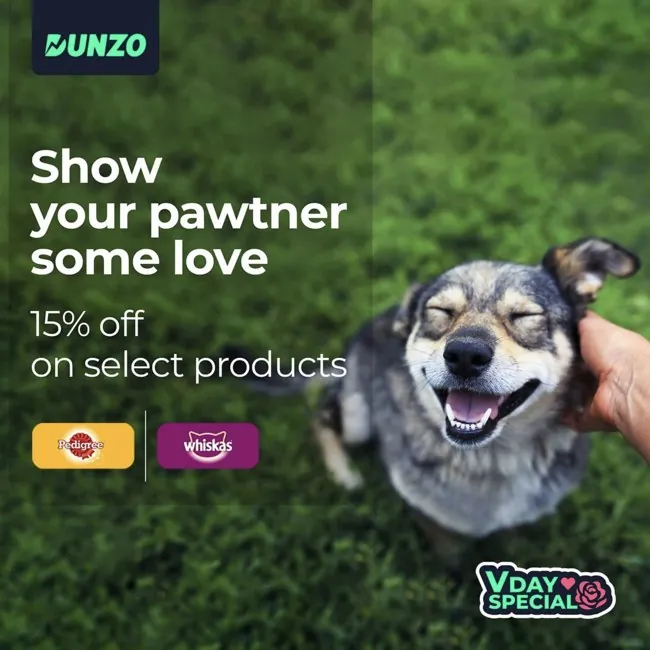 DUNZO
Show
your pawtner
some love
15% off
on select products
Pedigree
whiskas
VDAY
SPECIAL